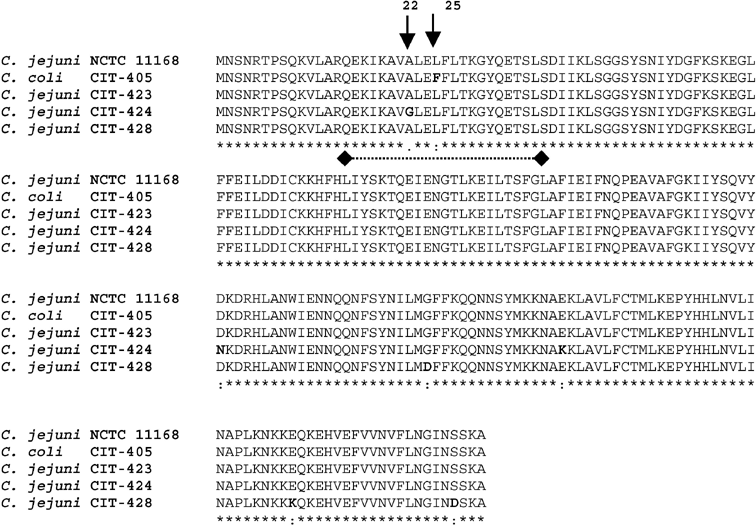 22 25
C. jejuni NCTC 11168 MNSNRTPSQKVLARQEKIKAVALELFLTKGYQETSLSDIIKLSGGSYSNIYDGFKSKEGL
C. coli CIT-405 MNSNRTPSQKVLARQEKIKAVALEFFLTKGYQETSLSDIIKLSGGSYSNIYDGFKSKEGL
C. jejuni CIT-423 MNSNRTPSQKVLARQEKIKAVALELFLTKGYQETSLSDIIKLSGGSYSNIYDGFKSKEGL
C. jejuni CIT-424 MNSNRTPSQKVLARQEKIKAVGLELFLTKGYQETSLSDIIKLSGGSYSNIYDGFKSKEGL
C. jejuni CIT-428 MNSNRTPSQKVLARQEKIKAVALELFLTKGYQETSLSDIIKLSGGSYSNIYDGFKSKEGL
*********************.**:***********************************
C. jejuni NCTC 11168 FFEILDDICKKHFHLIYSKTQEIENGTLKEILTSFGLAFIEIFNQPEAVAFGKIIYSQVY
C. coli CIT-405 FFEILDDICKKHFHLIYSKTQEIENGTLKEILTSFGLAFIEIFNQPEAVAFGKIIYSQVY
C. jejuni CIT-423 FFEILDDICKKHFHLIYSKTQEIENGTLKEILTSFGLAFIEIFNQPEAVAFGKIIYSQVY
C. jejuni CIT-424 FFEILDDICKKHFHLIYSKTQEIENGTLKEILTSFGLAFIEIFNQPEAVAFGKIIYSQVY
C. jejuni CIT-428 FFEILDDICKKHFHLIYSKTQEIENGTLKEILTSFGLAFIEIFNQPEAVAFGKIIYSQVY
************************************************************
C. jejuni NCTC 11168 DKDRHLANWIENNQQNFSYNILMGFFKQQNNSYMKKNAEKLAVLFCTMLKEPYHHLNVLI
C. coli CIT-405 DKDRHLANWIENNQQNFSYNILMGFFKQQNNSYMKKNAEKLAVLFCTMLKEPYHHLNVLI
C. jejuni CIT-423 DKDRHLANWIENNQQNFSYNILMGFFKQQNNSYMKKNAEKLAVLFCTMLKEPYHHLNVLI
C. jejuni CIT-424 NKDRHLANWIENNQQNFSYNILMGFFKQQNNSYMKKNAKKLAVLFCTMLKEPYHHLNVLI
C. jejuni CIT-428 DKDRHLANWIENNQQNFSYNILMDFFKQQNNSYMKKNAEKLAVLFCTMLKEPYHHLNVLI
:**********************:**************:*********************
C. jejuni NCTC 11168 NAPLKNKKEQKEHVEFVVNVFLNGINSSKA
C. coli CIT-405 NAPLKNKKEQKEHVEFVVNVFLNGINSSKA
C. jejuni CIT-423 NAPLKNKKEQKEHVEFVVNVFLNGINSSKA
C. jejuni CIT-424 NAPLKNKKEQKEHVEFVVNVFLNGINSSKA
C. jejuni CIT-428 NAPLKNKKKQKEHVEFVVNVFLNGINDSKA
********:*****************:***